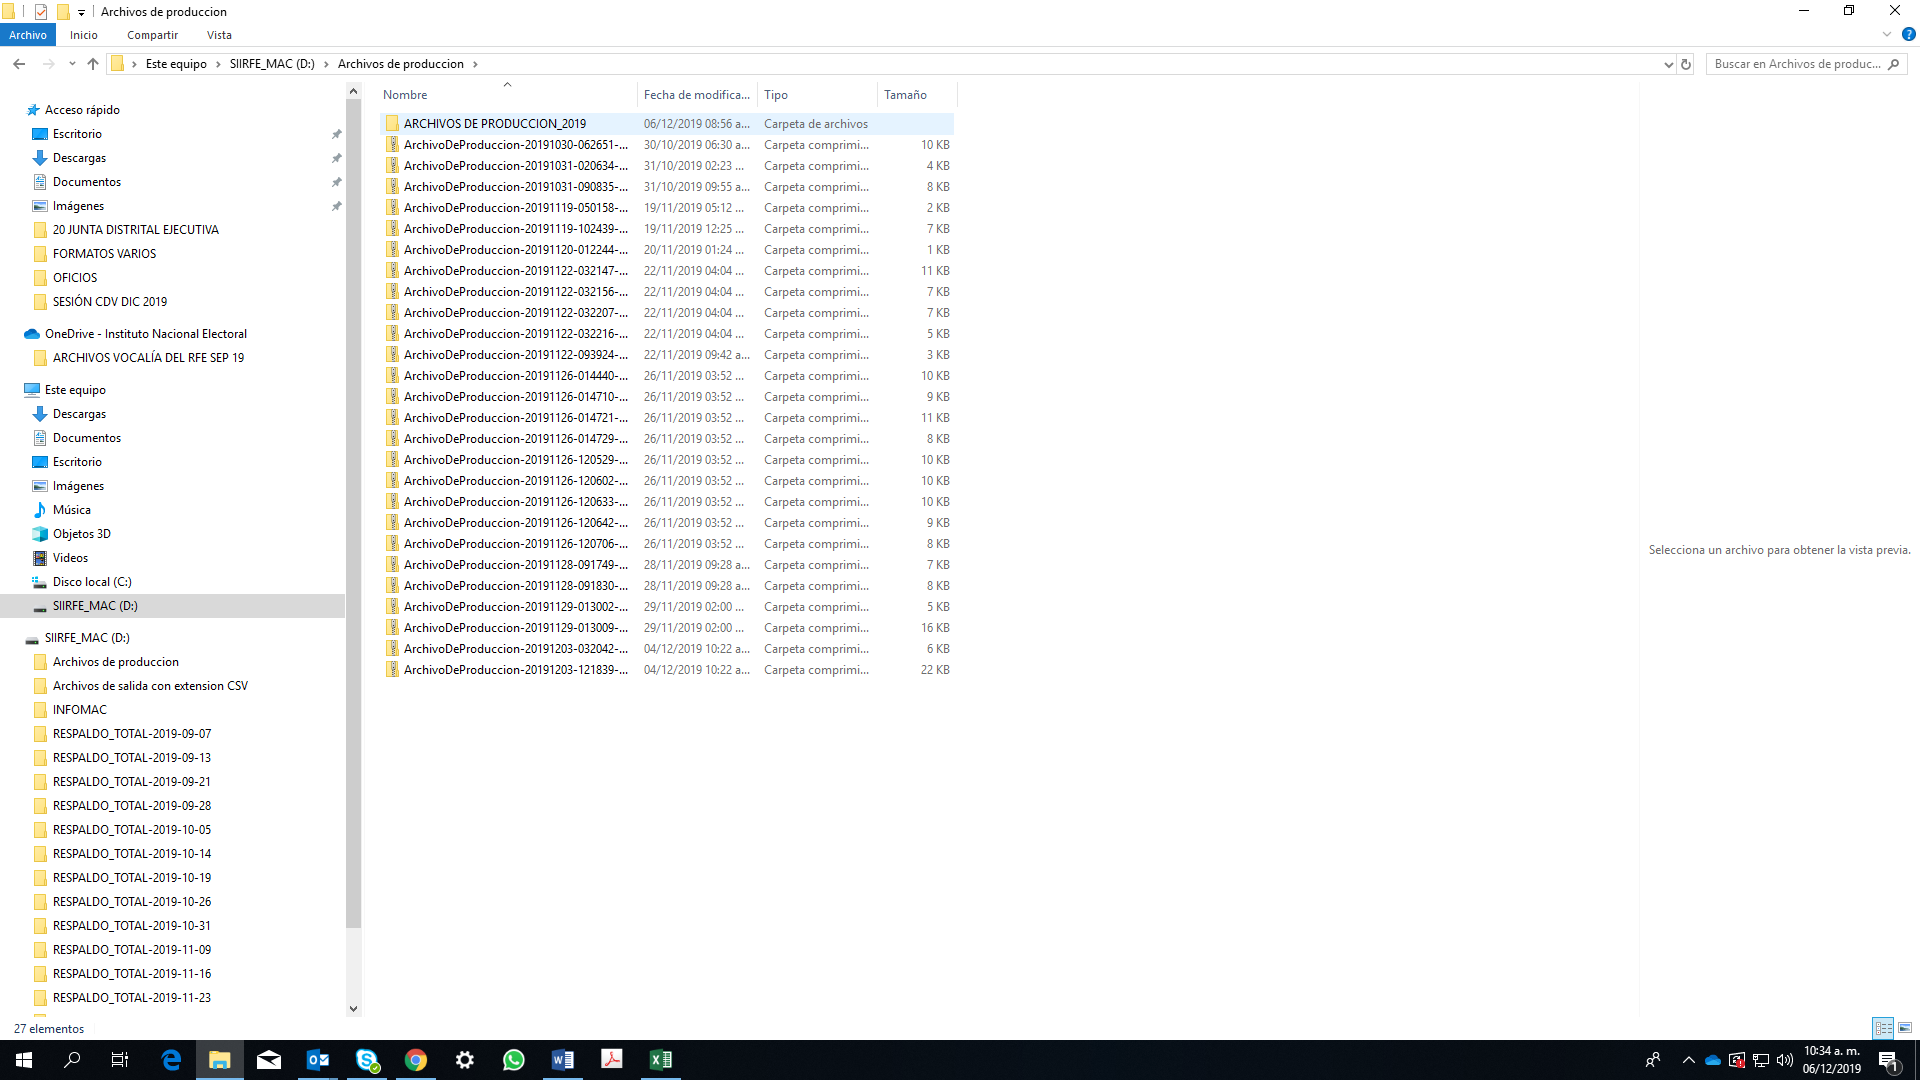 Archivos de produccion
Archivo Inicio Compartir Vista
Este equipo SIIRFE_MAC (D:) Archivos de produccion
Buscar en Archivos de produc...
Acceso rápido
Escritorio
Descargas
Documentos
Imágenes
20 JUNTA DISTRITAL EJECUTIVA
FORMATOS VARIOS
OFICIOS
SESIÓN CDV DIC 2019
OneDrive - Instituto Nacional Electoral
ARCHIVOS VOCALÍA DEL RFE SEP 19
Este equipo
Descargas
Documentos
Escritorio
Imágenes
Música
Objetos 3D
Videos
Disco local (C:)
SIIRFE_MAC (D:)
SIIRFE_MAC (D:)
Archivos de produccion
Archivos de salida con extension CSV
INFOMAC
RESPALDO_TOTAL-2019-09-07
RESPALDO_TOTAL-2019-09-13
RESPALDO_TOTAL-2019-09-21
RESPALDO_TOTAL-2019-09-28
RESPALDO_TOTAL-2019-10-05
RESPALDO_TOTAL-2019-10-14
RESPALDO_TOTAL-2019-10-19
RESPALDO_TOTAL-2019-10-26
RESPALDO_TOTAL-2019-10-31
RESPALDO_TOTAL-2019-11-09
RESPALDO_TOTAL-2019-11-16
RESPALDO_TOTAL-2019-11-23
Nombre Fecha de modifica... Tipo Tamaño
ARCHIVOS DE PRODUCCION_2019 06/12/2019 08:56 a... Carpeta de archivos
ArchivoDeProduccion-20191030-062651-... 30/10/2019 06:30 a... Carpeta comprimi... 10 KB
ArchivoDeProduccion-20191031-020634-... 31/10/2019 02:23 ... Carpeta comprimi... 4 KB
ArchivoDeProduccion-20191031-090835-... 31/10/2019 09:55 a... Carpeta comprimi... 8 KB
ArchivoDeProduccion-20191119-050158-... 19/11/2019 05:12 ... Carpeta comprimi... 2 KB
ArchivoDeProduccion-20191119-102439-... 19/11/2019 12:25 ... Carpeta comprimi... 7 KB
ArchivoDeProduccion-20191120-012244-... 20/11/2019 01:24 ... Carpeta comprimi... 1 KB
ArchivoDeProduccion-20191122-032147-... 22/11/2019 04:04 ... Carpeta comprimi... 11 KB
ArchivoDeProduccion-20191122-032156-... 22/11/2019 04:04 ... Carpeta comprimi... 7 KB
ArchivoDeProduccion-20191122-032207-... 22/11/2019 04:04 ... Carpeta comprimi... 7 KB
ArchivoDeProduccion-20191122-032216-... 22/11/2019 04:04 ... Carpeta comprimi... 5 KB
ArchivoDeProduccion-20191122-093924-... 22/11/2019 09:42 a... Carpeta comprimi... 3 KB
ArchivoDeProduccion-20191126-014440-... 26/11/2019 03:52 ... Carpeta comprimi... 10 KB
ArchivoDeProduccion-20191126-014710-... 26/11/2019 03:52 ... Carpeta comprimi... 9 KB
ArchivoDeProduccion-20191126-014721-... 26/11/2019 03:52 ... Carpeta comprimi... 11 KB
ArchivoDeProduccion-20191126-014729-... 26/11/2019 03:52 ... Carpeta comprimi... 8 KB
ArchivoDeProduccion-20191126-120529-... 26/11/2019 03:52 ... Carpeta comprimi... 10 KB
ArchivoDeProduccion-20191126-120602-... 26/11/2019 03:52 ... Carpeta comprimi... 10 KB
ArchivoDeProduccion-20191126-120633-... 26/11/2019 03:52 ... Carpeta comprimi... 10 KB
ArchivoDeProduccion-20191126-120642-... 26/11/2019 03:52 ... Carpeta comprimi... 9 KB
ArchivoDeProduccion-20191126-120706-... 26/11/2019 03:52 ... Carpeta comprimi... 8 KB
ArchivoDeProduccion-20191128-091749-... 28/11/2019 09:28 a... Carpeta comprimi... 7 KB
ArchivoDeProduccion-20191128-091830-... 28/11/2019 09:28 a... Carpeta comprimi... 8 KB
ArchivoDeProduccion-20191129-013002-... 29/11/2019 02:00 ... Carpeta comprimi... 5 KB
ArchivoDeProduccion-20191129-013009-... 29/11/2019 02:00 ... Carpeta comprimi... 16 KB
ArchivoDeProduccion-20191203-032042-... 04/12/2019 10:22 a... Carpeta comprimi... 6 KB
ArchivoDeProduccion-20191203-121839-... 04/12/2019 10:22 a... Carpeta comprimi... 22 KB
Selecciona un archivo para obtener la vista previa.
27 elementos
10:34 a. m.
06/12/2019
1